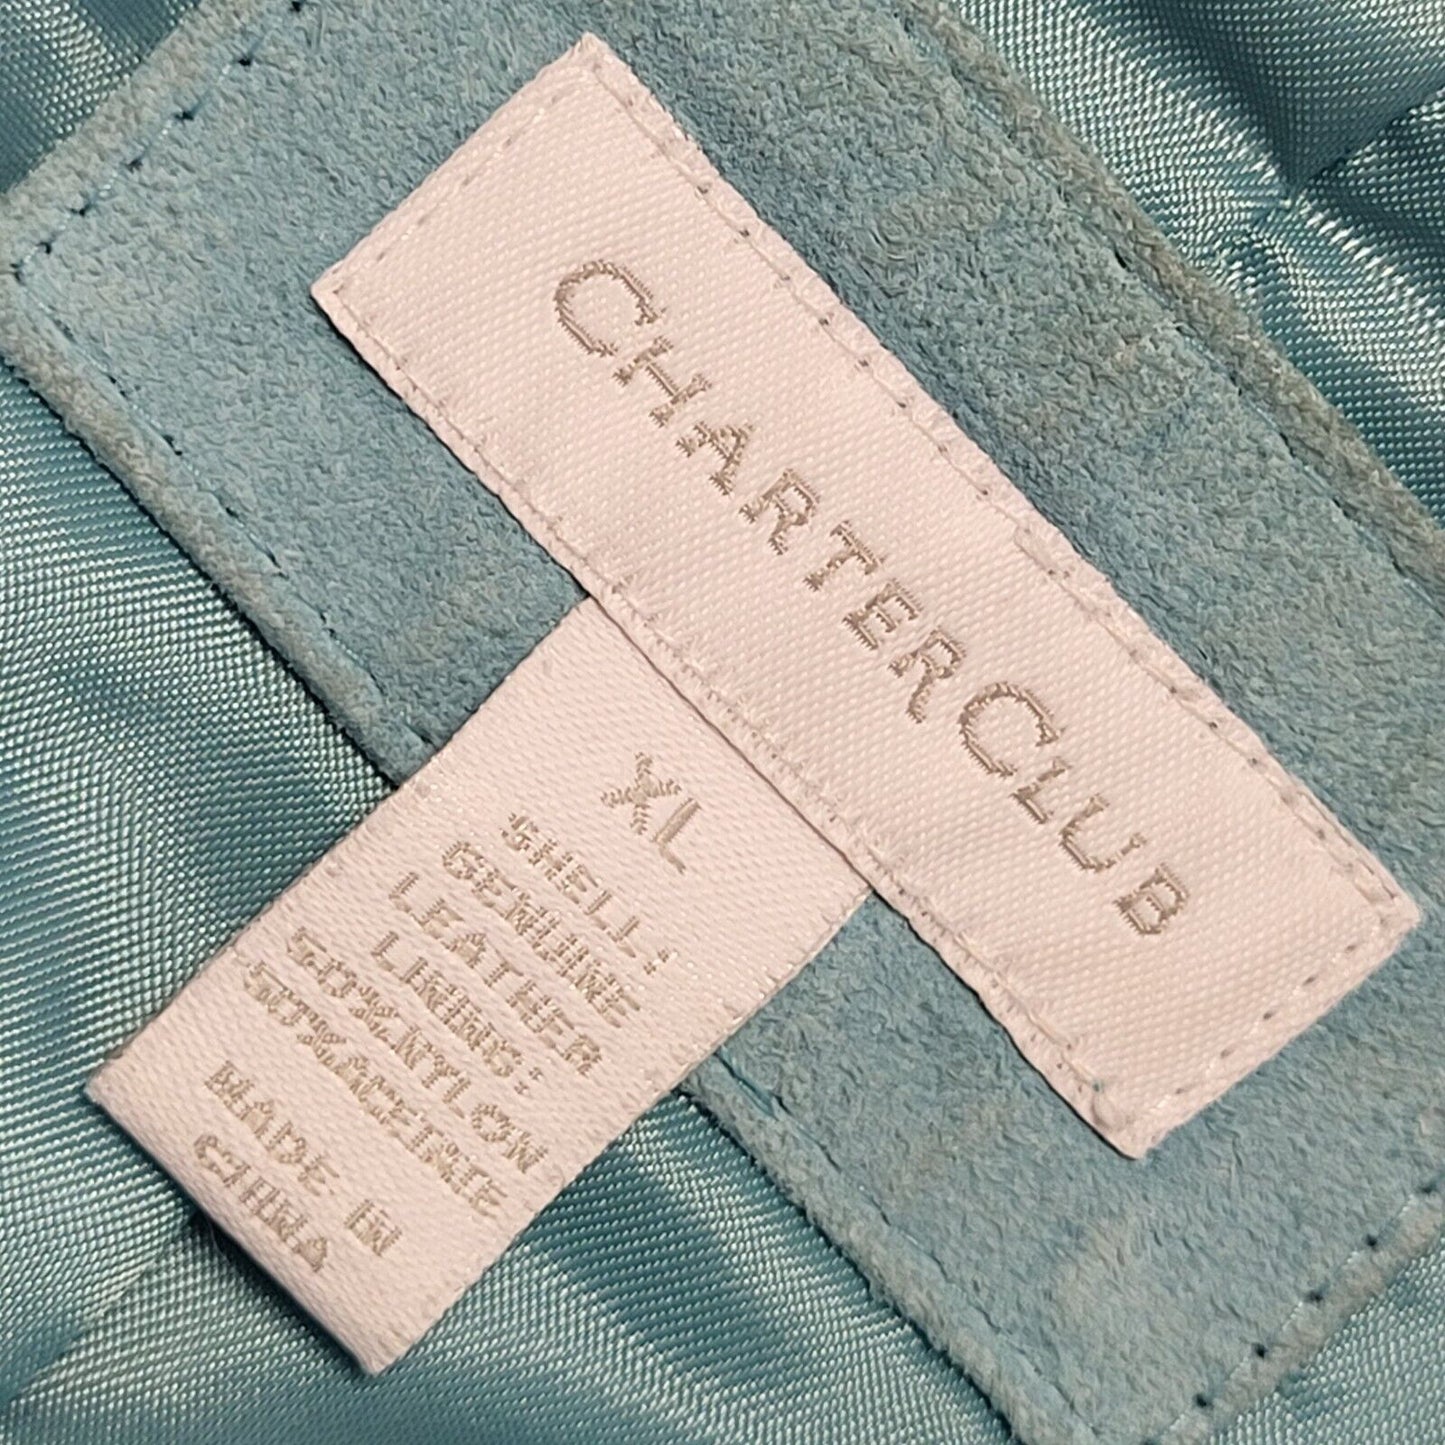 CHARTER CLUB
XL
SHELL:
GENUINE
LEATHER
LINING:
50% NYLON
50% ACETATE
MADE IN
CHINA